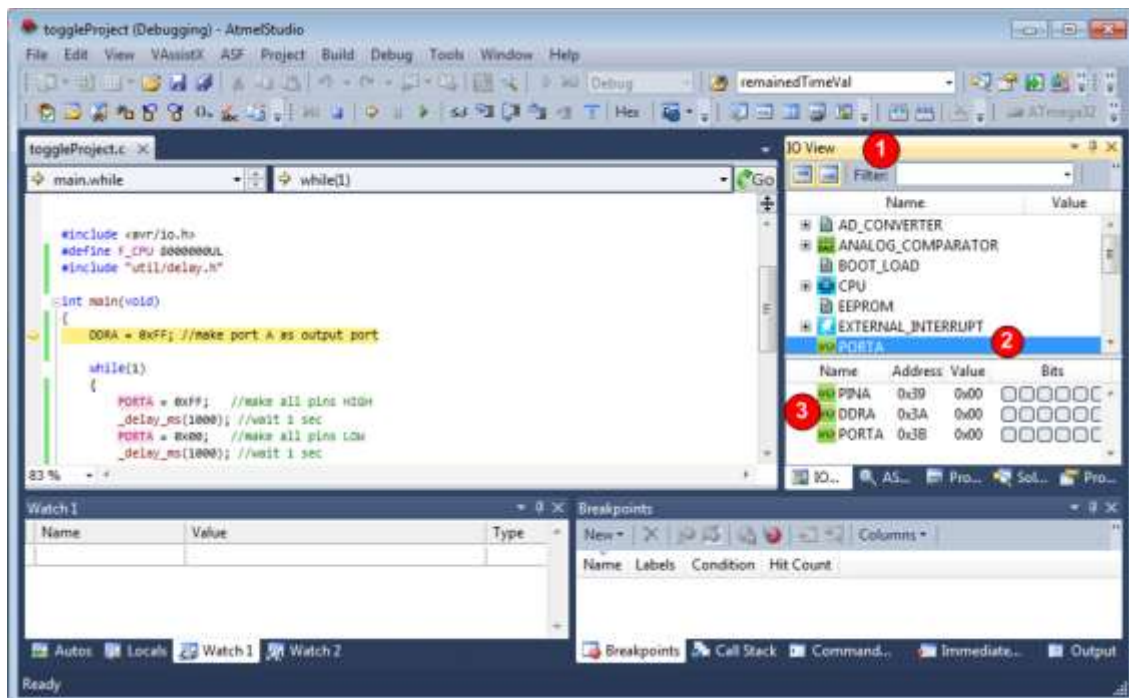 toggleProject (Debugging) - AtmelStudio
File Edit View VAssistX ASF Project Build Debug Tools Window Help
Debug remainedTimeVal
Hex ATmega32
toggleProject.c
main.while while(1) Go
#include <avr/io.h>
#define F_CPU 8000000UL
#include "util/delay.h"
int main(void)
{
DDRA = 0xFF; //make port A as output port
while(1)
{
PORTA = 0xFF; //make all pins HIGH
_delay_ms(1000); //wait 1 sec
PORTA = 0x00; //make all pins LOW
_delay_ms(1000); //wait 1 sec
83 %
IO View 1
Filter:
Name Value
AD_CONVERTER
ANALOG_COMPARATOR
BOOT_LOAD
CPU
EEPROM
EXTERNAL_INTERRUPT
PORTA 2
Name Address Value Bits
PINA 0x39 0x00
3 DDRA 0x3A 0x00
PORTA 0x3B 0x00
IO... AS... Pro... Sol... Pro...
Watch 1
Name Value Type
Autos Locals Watch 1 Watch 2
Breakpoints
New Columns
Name Labels Condition Hit Count
Breakpoints Call Stack Command... Immediate... Output
Ready